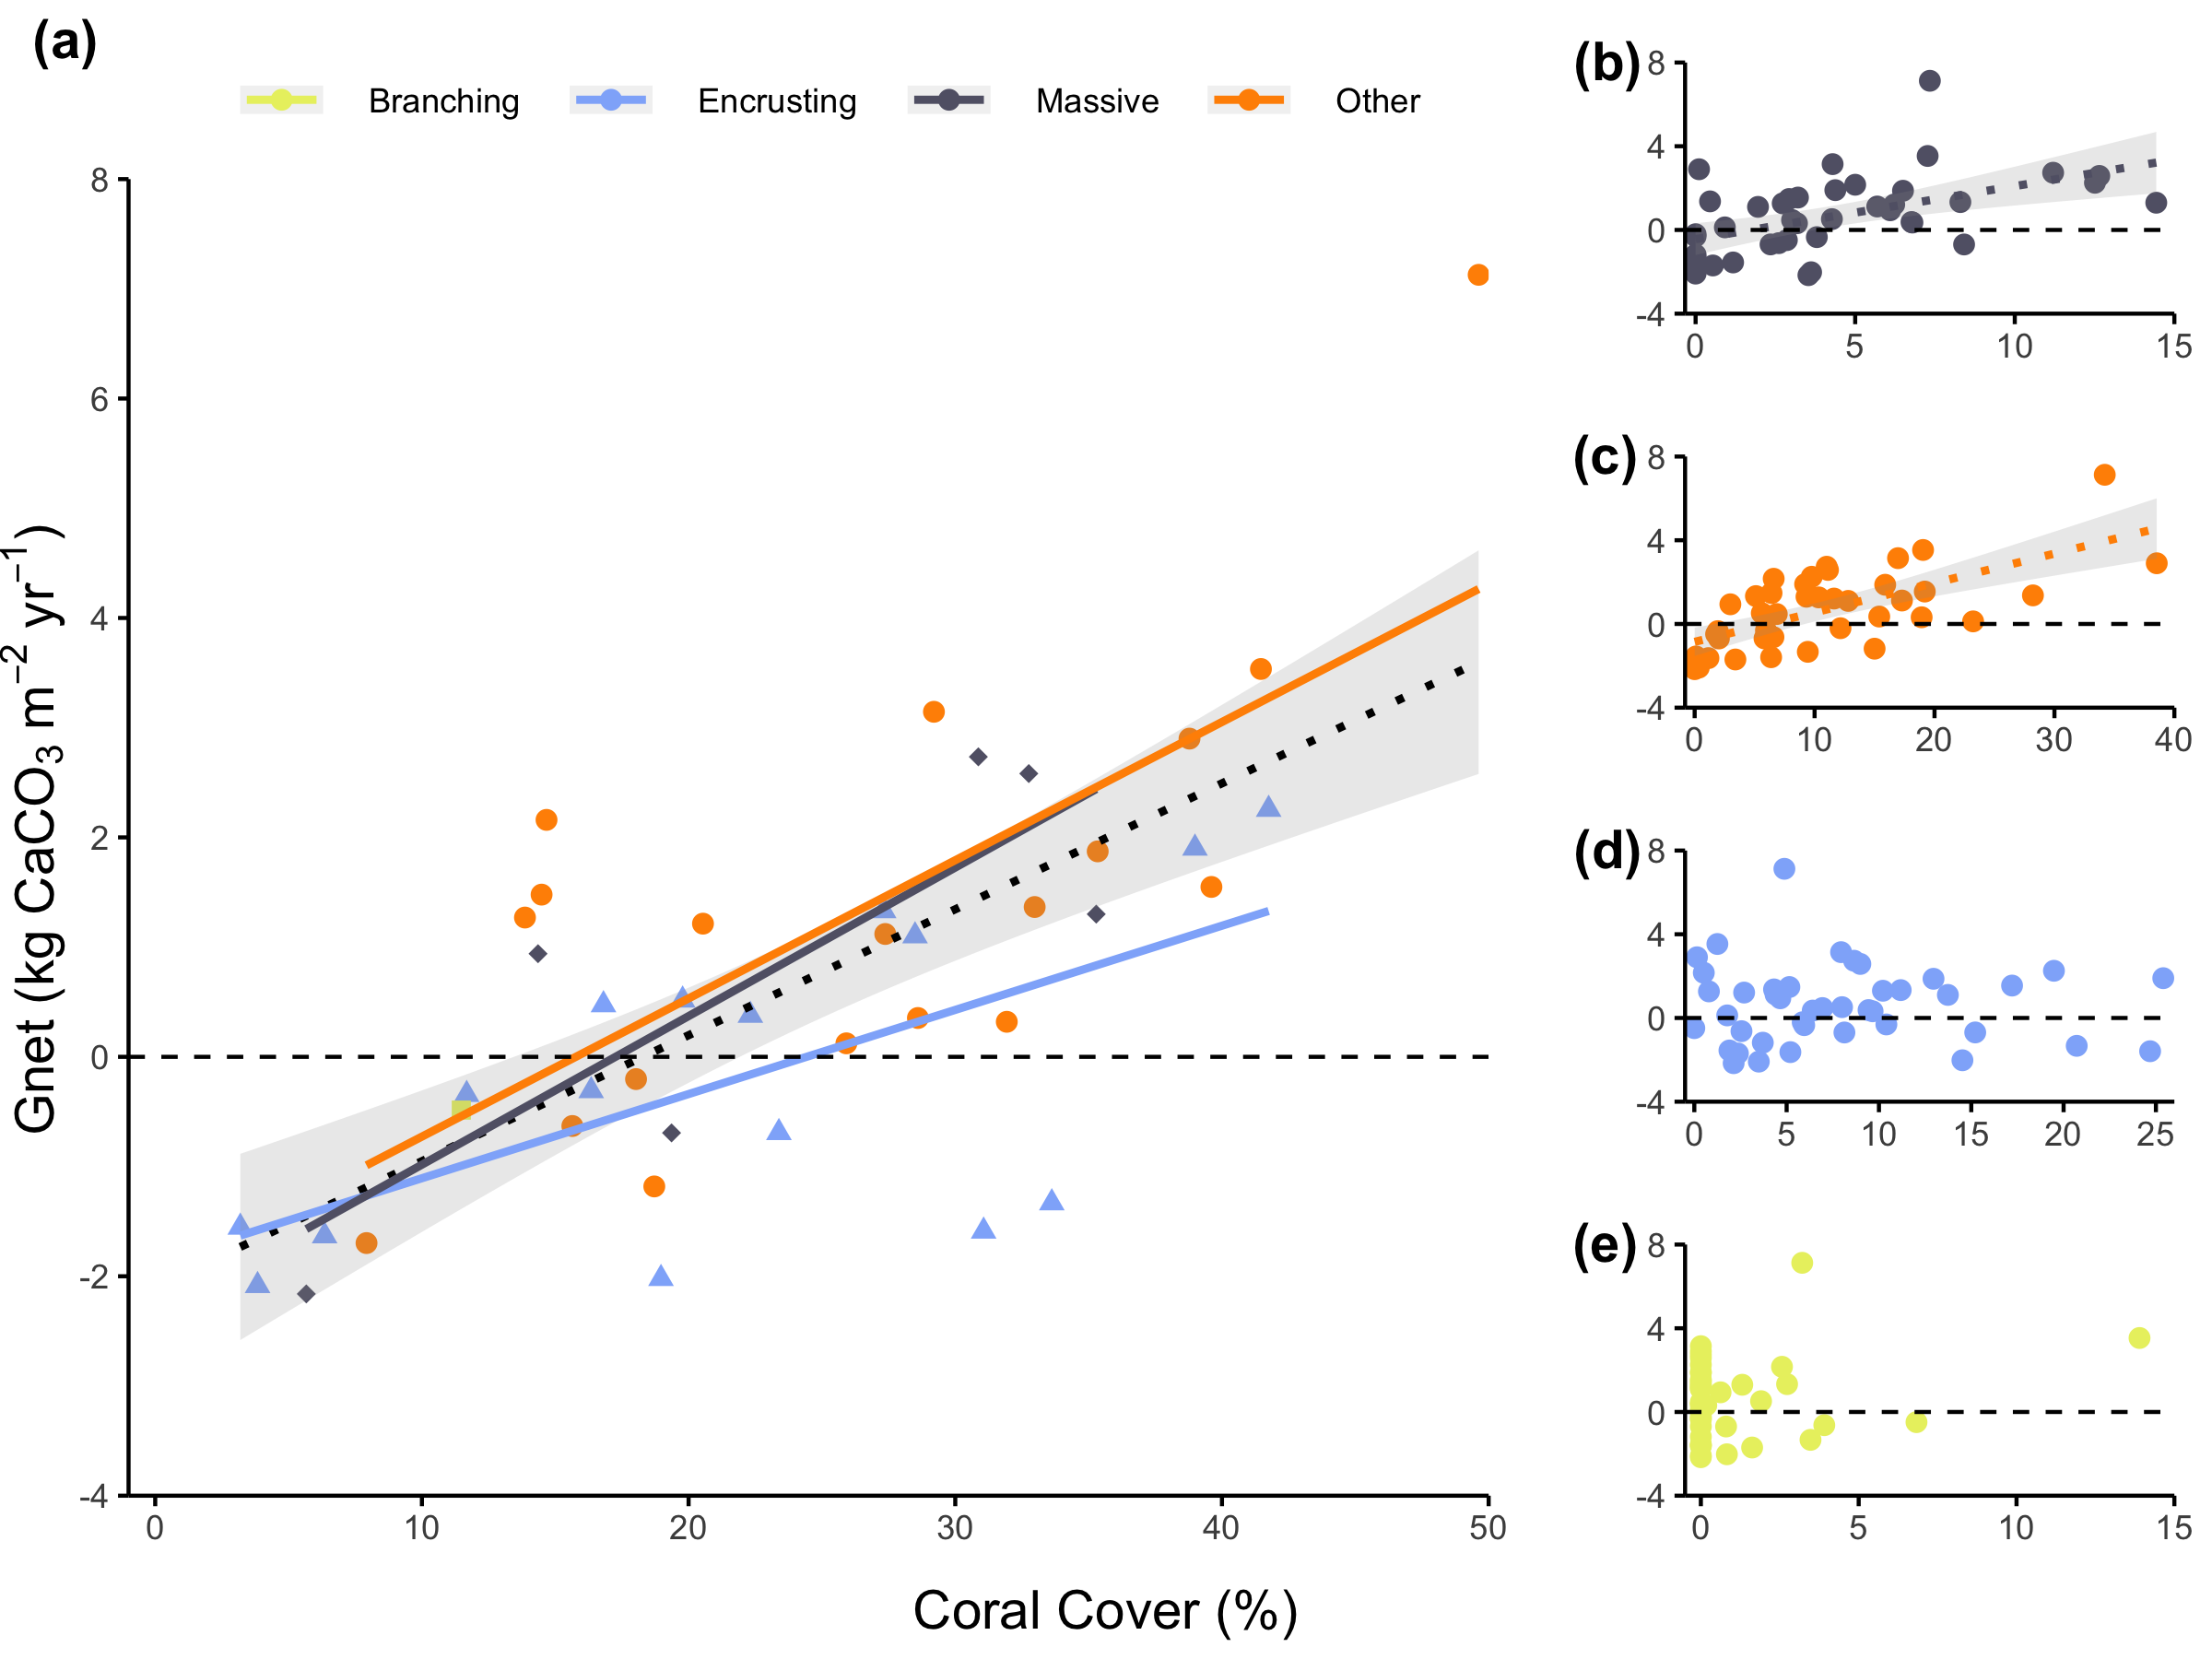 (a)
Branching Encrusting Massive Other
8
6
4
2
0
-2
-4
0 10 20 30 40 50
Coral Cover (%)
Gnet (kg CaCO₃ m⁻² yr⁻¹)
(b)
8
4
0
-4
0 5 10 15
(c)
8
4
0
-4
0 10 20 30 40
(d)
8
4
0
-4
0 5 10 15 20 25
(e)
8
4
0
-4
0 5 10 15